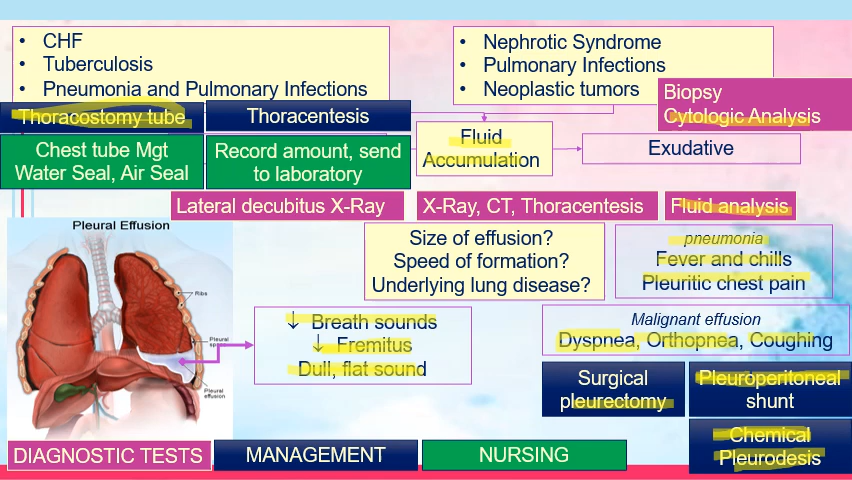 • CHF
• Tuberculosis
• Pneumonia and Pulmonary Infections
• Nephrotic Syndrome
• Pulmonary Infections
• Neoplastic tumors
Biopsy
Cytologic Analysis
Thoracostomy tube
Thoracentesis
Chest tube Mgt
Water Seal, Air Seal
Record amount, send
to laboratory
Fluid
Accumulation
Exudative
Lateral decubitus X-Ray
X-Ray, CT, Thoracentesis
Fluid analysis
Pleural Effusion
Ribs
Pleural
Pleural
effusion
Size of effusion?
Speed of formation?
Underlying lung disease?
pneumonia
Fever and chills
Pleuritic chest pain
↓ Breath sounds
↓ Fremitus
Dull, flat sound
Malignant effusion
Dyspnea, Orthopnea, Coughing
Surgical
pleurectomy
Pleuroperitoneal
shunt
Chemical
Pleurodesis
DIAGNOSTIC TESTS
MANAGEMENT
NURSING